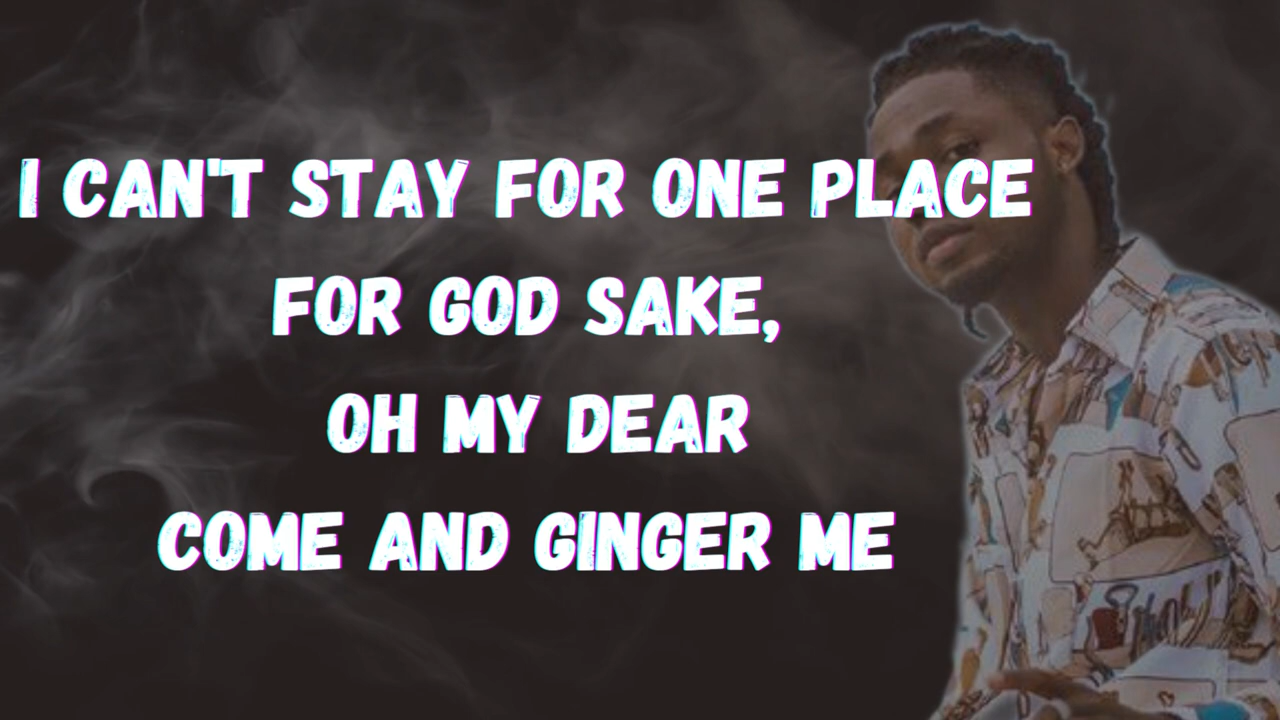 I CAN'T STAY FOR ONE PLACE
FOR GOD SAKE,
OH MY DEAR
COME AND GINGER ME